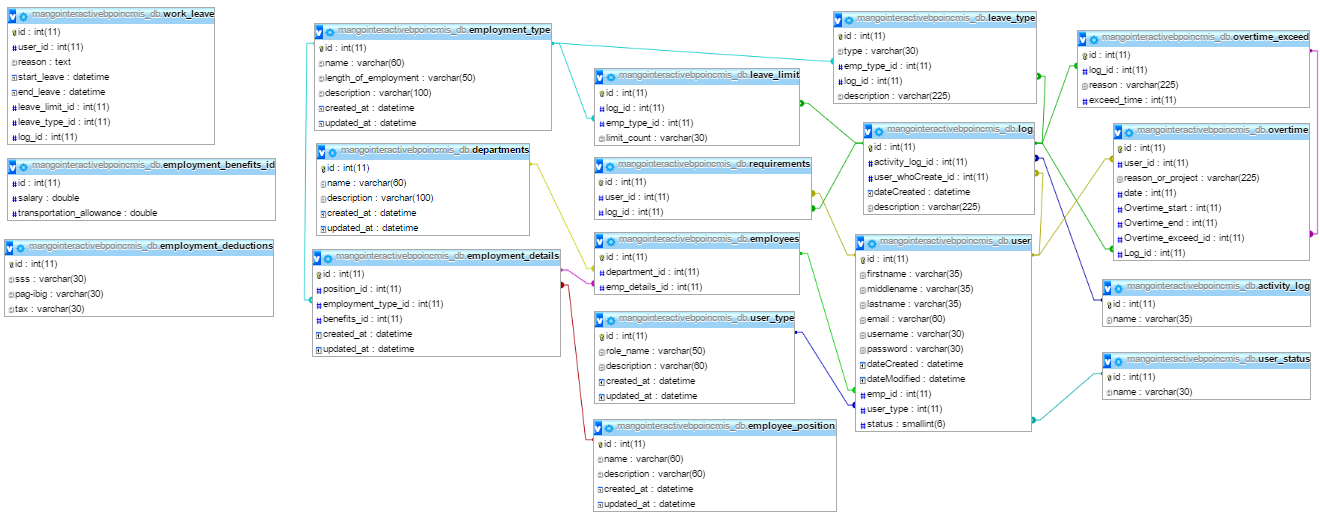 mangointeractivebpoincmis_db.work_leave
id : int(11)
user_id : int(11)
reason : text
start_leave : datetime
end_leave : datetime
leave_limit_id : int(11)
leave_type_id : int(11)
log_id : int(11)
mangointeractivebpoincmis_db.employment_benefits_id
id : int(11)
salary : double
transportation_allowance : double
mangointeractivebpoincmis_db.employment_deductions
id : int(11)
sss : varchar(30)
pag-ibig : varchar(30)
tax : varchar(30)
mangointeractivebpoincmis_db.employment_type
id : int(11)
name : varchar(60)
length_of_employment : varchar(50)
description : varchar(100)
created_at : datetime
updated_at : datetime
mangointeractivebpoincmis_db.departments
id : int(11)
name : varchar(60)
description : varchar(100)
created_at : datetime
updated_at : datetime
mangointeractivebpoincmis_db.employment_details
id : int(11)
position_id : int(11)
employment_type_id : int(11)
benefits_id : int(11)
created_at : datetime
updated_at : datetime
mangointeractivebpoincmis_db.leave_limit
id : int(11)
log_id : int(11)
emp_type_id : int(11)
limit_count : varchar(30)
mangointeractivebpoincmis_db.requirements
id : int(11)
user_id : int(11)
log_id : int(11)
mangointeractivebpoincmis_db.employees
id : int(11)
department_id : int(11)
emp_details_id : int(11)
mangointeractivebpoincmis_db.user_type
id : int(11)
role_name : varchar(50)
description : varchar(60)
created_at : datetime
updated_at : datetime
mangointeractivebpoincmis_db.employee_position
id : int(11)
name : varchar(60)
description : varchar(60)
created_at : datetime
updated_at : datetime
mangointeractivebpoincmis_db.leave_type
id : int(11)
type : varchar(30)
emp_type_id : int(11)
log_id : int(11)
description : varchar(225)
mangointeractivebpoincmis_db.log
id : int(11)
activity_log_id : int(11)
user_whoCreate_id : int(11)
dateCreated : datetime
description : varchar(225)
mangointeractivebpoincmis_db.user
id : int(11)
firstname : varchar(35)
middlename : varchar(35)
lastname : varchar(35)
email : varchar(60)
username : varchar(30)
password : varchar(30)
dateCreated : datetime
dateModified : datetime
emp_id : int(11)
user_type : int(11)
status : smallint(6)
mangointeractivebpoincmis_db.overtime_exceed
id : int(11)
log_id : int(11)
reason : varchar(225)
exceed_time : int(11)
mangointeractivebpoincmis_db.overtime
id : int(11)
user_id : int(11)
reason_or_project : varchar(225)
date : int(11)
Overtime_start : int(11)
Overtime_end : int(11)
Overtime_exceed_id : int(11)
Log_id : int(11)
mangointeractivebpoincmis_db.activity_log
id : int(11)
name : varchar(35)
mangointeractivebpoincmis_db.user_status
id : int(11)
name : varchar(30)